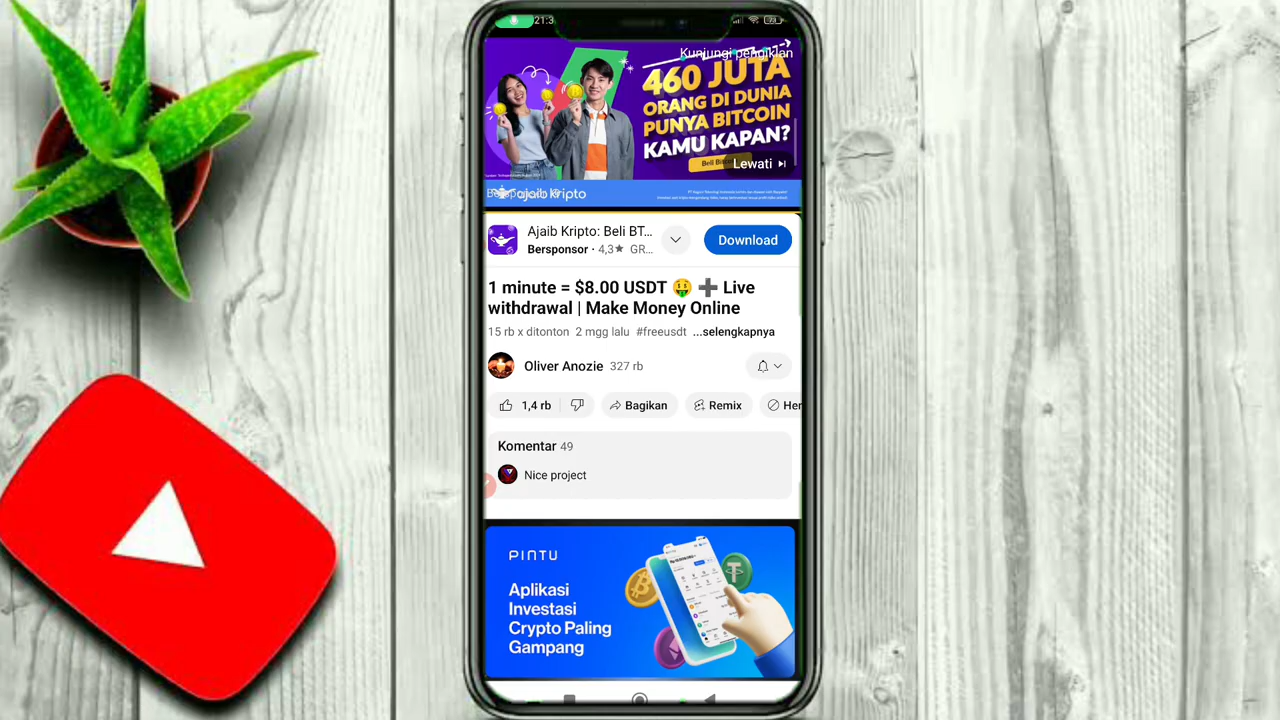 21:3
Kunjungi pengiklan
460 JUTA
ORANG DI DUNIA
PUNYA BITCOIN
KAMU KAPAN?
Lewati
ajaib kripto
Ajaib Kripto: Beli BT...
Download
Bersponsor · 4,3★ GR...
1 minute = $8.00 USDT 🤑 ➕ Live
withdrawal | Make Money Online
15 rb x ditonton 2 mgg lalu #freeusdt ...selengkapnya
Oliver Anozie 327 rb
1,4 rb
Bagikan
Remix
Her
Komentar 49
Nice project
PINTU
Aplikasi
Investasi
Crypto Paling
Gampang